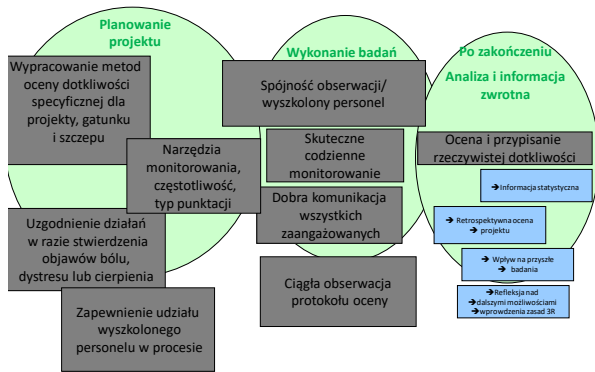 Planowanie
projektu
Wypracowanie metod
oceny dotkliwości
specyficznej dla
projekty, gatunku
i szczepu
Narzędzia
monitorowania,
częstotliwość,
typ punktacji
Uzgodnienie działań
w razie stwierdzenia
objawów bólu,
dystresu lub cierpienia
Zapewnienie udziału
wyszkolonego
personelu w procesie
Wykonanie badań
Spójność obserwacji/
wyszkolony personel
Skuteczne
codzienne
monitorowanie
Dobra komunikacja
wszystkich
zaangażowanych
Ciągła obserwacja
protokołu oceny
Po zakończeniu
Analiza i informacja
zwrotna
Ocena i przypisanie
rzeczywistej dotkliwości
➔Informacja statystyczna
➔Retrospektywna ocena
➔ projektu
➔ Wpływ na przyszłe
➔ badania
➔Refleksja nad
➔dalszymi możliwościami
➔wprowdzenia zasad 3R